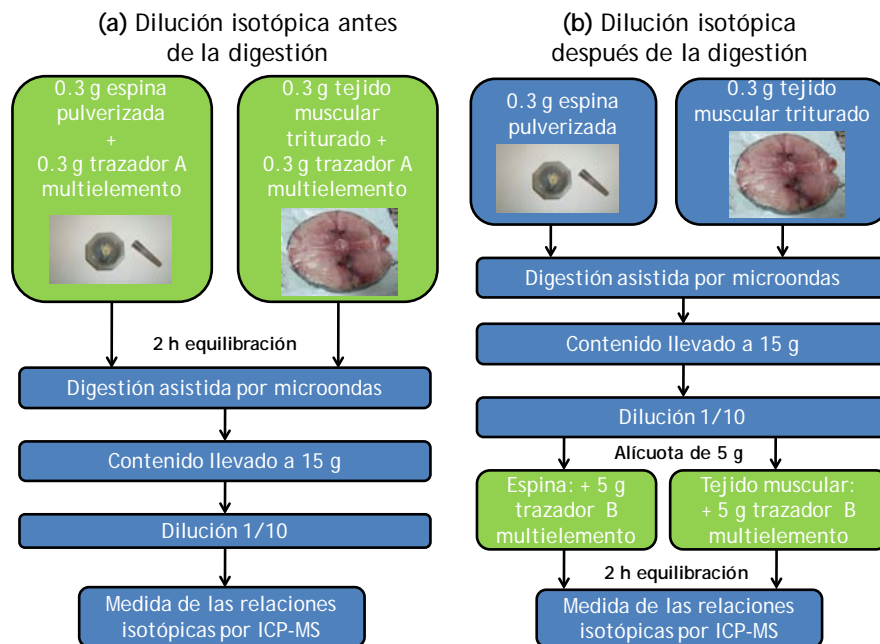 (a) Dilución isotópica antes
de la digestión
0.3 g espina
pulverizada
+
0.3 g trazador A
multielemento
0.3 g tejido
muscular
triturado +
0.3 g trazador A
multielemento
2 h equilibración
Digestión asistida por microondas
Contenido llevado a 15 g
Dilución 1/10
Medida de las relaciones
isotópicas por ICP-MS
(b) Dilución isotópica
después de la digestión
0.3 g espina
pulverizada
0.3 g tejido
muscular triturado
Digestión asistida por microondas
Contenido llevado a 15 g
Dilución 1/10
Alícuota de 5 g
Espina: + 5 g
trazador B
multielemento
Tejido muscular:
+ 5 g trazador B
multielemento
2 h equilibración
Medida de las relaciones
isotópicas por ICP-MS